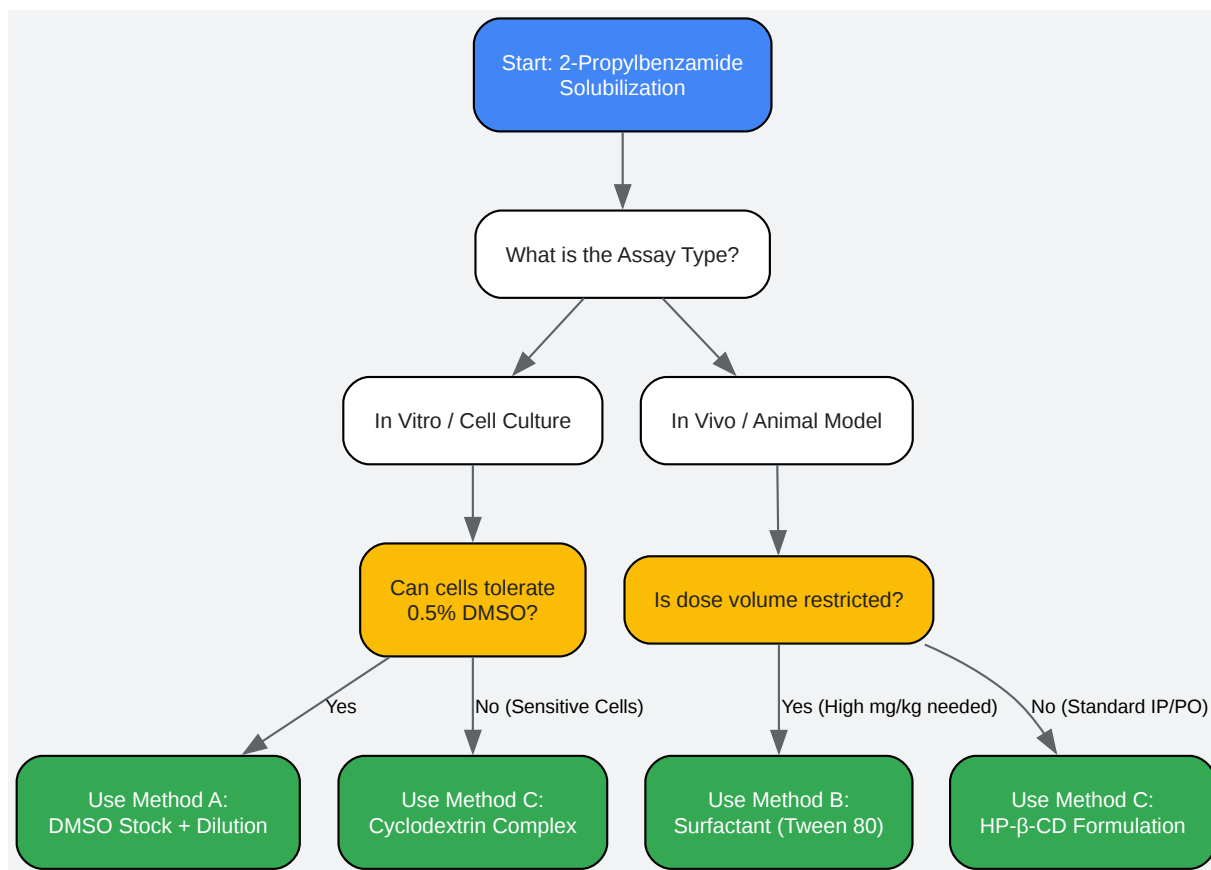 Start: 2-Propylbenzamide
Solubilization
What is the Assay Type?
In Vitro / Cell Culture
In Vivo / Animal Model
Can cells tolerate
0.5% DMSO?
Is dose volume restricted?
Yes
No (Sensitive Cells)
Yes (High mg/kg needed)
No (Standard IP/PO)
Use Method A:
DMSO Stock + Dilution
Use Method C:
Cyclodextrin Complex
Use Method B:
Surfactant (Tween 80)
Use Method C:
HP-β-CD Formulation